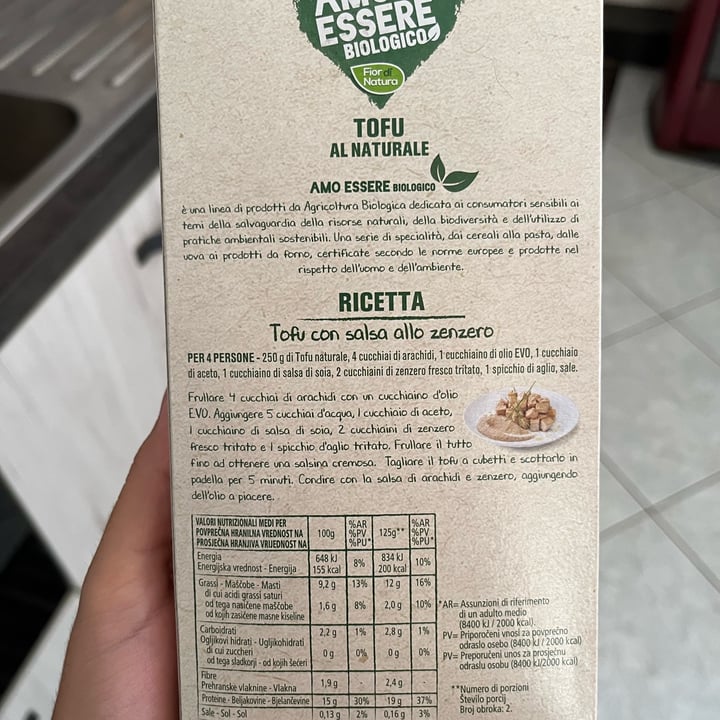 AMO
ESSERE
BIOLOGICO
Fior di
Natura
TOFU
AL NATURALE
AMO ESSERE BIOLOGICO
è una linea di prodotti da Agricoltura Biologica dedicata ai consumatori sensibili ai
temi della salvaguardia della risorse naturali, della biodiversità e dell'utilizzo di
pratiche ambientali sostenibili. Una serie di specialità, dai cereali alla pasta, dalle
uova ai prodotti da forno, certificate secondo le norme europee e prodotte nel
rispetto dell'uomo e dell'ambiente.
RICETTA
Tofu con salsa allo zenzero
PER 4 PERSONE - 250 g di Tofu naturale, 4 cucchiai di arachidi, 1 cucchiaino di olio EVO, 1 cucchiaio
di aceto, 1 cucchiaino di salsa di soia, 2 cucchiaini di zenzero fresco tritato, 1 spicchio di aglio, sale.
Frullare 4 cucchiai di arachidi con un cucchiaino d'olio
EVO. Aggiungere 5 cucchiai d'acqua, 1 cucchiaio di aceto,
1 cucchiaino di salsa di soia, 2 cucchiaini di zenzero
fresco tritato e 1 spicchio d'aglio tritato. Frullare il tutto
fino ad ottenere una salsina cremosa. Tagliare il tofu a cubetti e scottarlo in
padella per 5 minuti. Condire con la salsa di arachidi e zenzero, aggiungendo
dell'olio a piacere.
VALORI NUTRIZIONALI MEDI PER
POVPREČNA HRANILNA VREDNOST NA
PROSJEČNA HRANJIVA VRIJEDNOST NA
100g
%AR
%PV
%PU*
125g**
%AR
%PV
%PU*
Energia
Energijska vrednost - Energija
648 kJ
155 kcal
8%
834 kJ
200 kcal
10%
Grassi - Maščobe - Masti
9,2 g 13% 12 g 16%
di cui acidi grassi saturi
od tega nasičene maščobe
od kojih zasićene masne kiseline
1,6 g 8% 2,0 g 10%
Carboidrati
Ogljikovi hidrati - Ugljikohidrati
2,2 g 1% 2,8 g 1%
di cui zuccheri
od tega sladkorji - od kojih šećeri
0 g 0% 0 g 0%
Fibre
Prehranske vlaknine - Vlakna
1,9 g 2,4 g
Proteine - Beljakovine - Bjelančevine 15 g 30% 19 g 37%
Sale - Sol - Sol 0,13 g 2% 0,16 g 3%
*AR= Assunzioni di riferimento
di un adulto medio
(8400 kJ / 2000 kcal).
PV= Priporočeni vnosi za povprečno
odraslo osebo (8400 kJ / 2000 kcal)
PU= Preporučeni unos za prosječnu
odraslu osobu (8400 kJ/2000 kcal)
**Numero di porzioni
Število porcij
Broj obroka: 2.